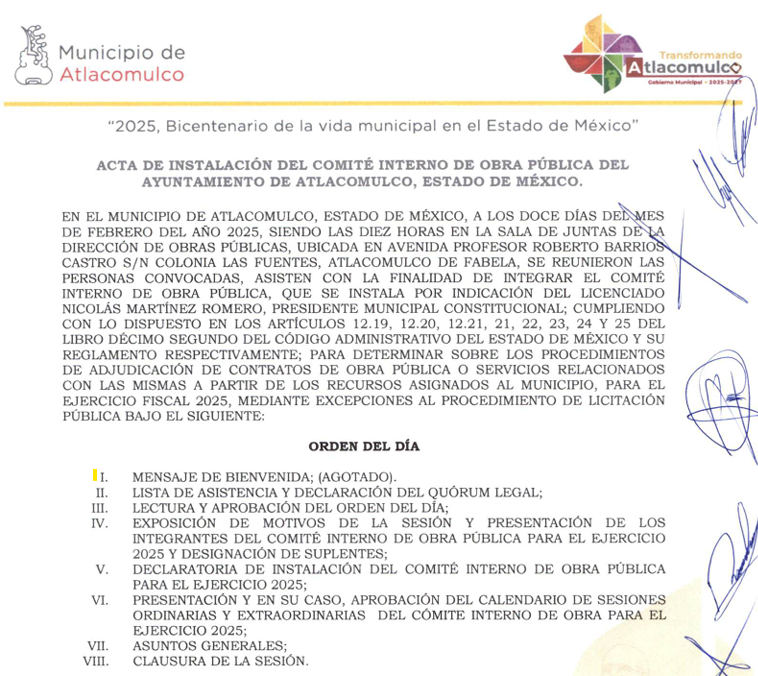 Municipio de
Atlacomulco
Transformando
Atlacomulco
Gobierno Municipal - 2025-2027
"2025, Bicentenario de la vida municipal en el Estado de México"
ACTA DE INSTALACIÓN DEL COMITÉ INTERNO DE OBRA PÚBLICA DEL
AYUNTAMIENTO DE ATLACOMULCO, ESTADO DE MÉXICO.
EN EL MUNICIPIO DE ATLACOMULCO, ESTADO DE MÉXICO, A LOS DOCE DÍAS DEL MES
DE FEBRERO DEL AÑO 2025, SIENDO LAS DIEZ HORAS EN LA SALA DE JUNTAS DE LA
DIRECCIÓN DE OBRAS PÚBLICAS, UBICADA EN AVENIDA PROFESOR ROBERTO BARRIOS
CASTRO S/N COLONIA LAS FUENTES, ATLACOMULCO DE FABELA, SE REUNIERON LAS
PERSONAS CONVOCADAS, ASISTEN CON LA FINALIDAD DE INTEGRAR EL COMITÉ
INTERNO DE OBRA PÚBLICA, QUE SE INSTALA POR INDICACIÓN DEL LICENCIADO
NICOLÁS MARTÍNEZ ROMERO, PRESIDENTE MUNICIPAL CONSTITUCIONAL; CUMPLIENDO
CON LO DISPUESTO EN LOS ARTÍCULOS 12.19, 12.20, 12.21, 21, 22, 23, 24 Y 25 DEL
LIBRO DÉCIMO SEGUNDO DEL CÓDIGO ADMINISTRATIVO DEL ESTADO DE MÉXICO Y SU
REGLAMENTO RESPECTIVAMENTE; PARA DETERMINAR SOBRE LOS PROCEDIMIENTOS
DE ADJUDICACIÓN DE CONTRATOS DE OBRA PÚBLICA O SERVICIOS RELACIONADOS
CON LAS MISMAS A PARTIR DE LOS RECURSOS ASIGNADOS AL MUNICIPIO, PARA EL
EJERCICIO FISCAL 2025, MEDIANTE EXCEPCIONES AL PROCEDIMIENTO DE LICITACIÓN
PÚBLICA BAJO EL SIGUIENTE:
ORDEN DEL DÍA
I. MENSAJE DE BIENVENIDA; (AGOTADO).
II. LISTA DE ASISTENCIA Y DECLARACIÓN DEL QUÓRUM LEGAL;
III. LECTURA Y APROBACIÓN DEL ORDEN DEL DÍA;
IV. EXPOSICIÓN DE MOTIVOS DE LA SESIÓN Y PRESENTACIÓN DE LOS
INTEGRANTES DEL COMITÉ INTERNO DE OBRA PÚBLICA PARA EL EJERCICIO
2025 Y DESIGNACIÓN DE SUPLENTES;
V. DECLARATORIA DE INSTALACIÓN DEL COMITÉ INTERNO DE OBRA PÚBLICA
PARA EL EJERCICIO 2025;
VI. PRESENTACIÓN Y EN SU CASO, APROBACIÓN DEL CALENDARIO DE SESIONES
ORDINARIAS Y EXTRAORDINARIAS DEL CÓMITE INTERNO DE OBRA PARA EL
EJERCICIO 2025;
VII. ASUNTOS GENERALES;
VIII. CLAUSURA DE LA SESIÓN.